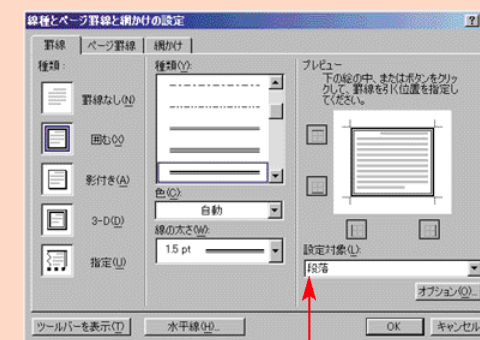 線種とページ罫線と網かけの設定
罫線
ページ罫線
網かけ
種類:
罫線なし(N)
囲む(X)
影付き(A)
3-D(D)
指定(U)
種類(Y):
色(C):
自動
線の太さ(W):
1.5 pt
プレビュー
下の絵の中、またはボタンをクリッ
クして、罫線を引く位置を指定し
てください。
設定対象(L):
段落
オプション(O)...
ツールバーを表示(T)
水平線(H)...
OK
キャンセル